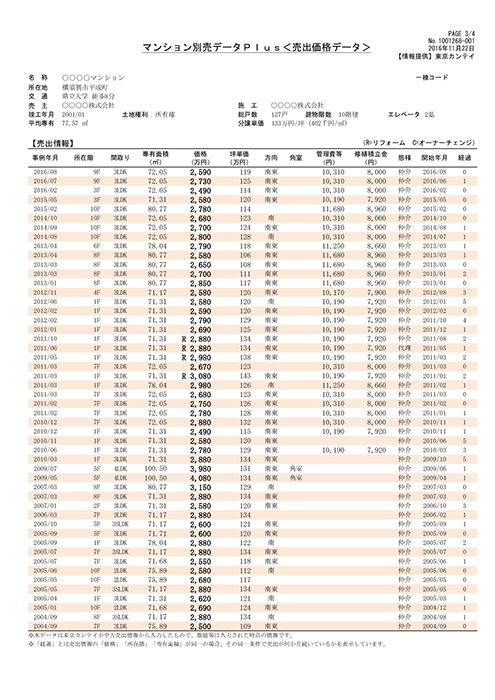 PAGE 3/4
No.1001268-001
2016年11月22日
マンション別売データPlus＜売出価格データ＞
【情報提供】東京カンテイ
名　称　○○○○マンション　一棟コード
所在地　横須賀市平成町
交　通　県立大学 徒歩8分
売　主　○○○○株式会社　施　工　○○○○株式会社
竣工年月　2001/01　土地権利　所有権　総戸数　127戸　建物階数　10階建　エレベータ　2基
平均専有　77.57 ㎡　分譲単価　133万円/坪 (402千円/㎡)
【売出情報】　(R=リフォーム　O=オーナーチェンジ)
事例年月　所在階　間取り　専有面積(㎡)　価格(万円)　坪単価(万円)　方向　角室　管理費等(円)　修繕積立金(円)　態様　開始年月　経過
2016/08 9F 3LDK 72.05 2,590 119 南東 10,310 8,000 仲介 2016/08 0
2016/07 9F 3LDK 72.05 2,730 125 南東 10,310 8,000 仲介 2016/06 1
2016/02 3F 3LDK 72.05 2,490 114 南東 10,310 8,000 仲介 2016/02 0
2015/05 3F 3LDK 71.31 2,580 120 南東 10,190 7,920 仲介 2015/05 0
2015/02 10F 3LDK 80.77 2,780 114 11,680 8,960 仲介 2015/02 0
2014/10 10F 3LDK 72.05 2,680 123 南 10,310 8,000 仲介 2014/10 0
2014/09 10F 3LDK 72.05 2,700 124 南東 10,310 8,000 仲介 2014/08 1
2014/08 10F 3LDK 72.05 2,800 128 南 10,310 8,000 仲介 2014/07 1
2013/04 6F 3LDK 78.04 2,790 118 南東 11,250 8,660 仲介 2013/03 1
2013/04 8F 3LDK 80.77 2,580 106 南東 11,680 8,960 仲介 2013/03 1
2013/03 8F 3LDK 80.77 2,650 108 南東 11,680 8,960 仲介 2013/03 0
2013/03 8F 3LDK 80.77 2,700 111 南東 11,680 8,960 仲介 2013/01 2
2013/01 8F 3LDK 80.77 2,850 117 南東 11,680 8,960 仲介 2013/01 0
2012/11 4F 3LDK 71.17 2,580 120 南東 10,170 7,900 仲介 2012/08 3
2012/06 1F 3LDK 71.31 2,580 120 南 10,190 7,920 仲介 2012/01 5
2012/02 1F 3LDK 71.31 2,590 120 南東 10,190 7,920 仲介 2012/02 0
2012/02 1F 3LDK 71.31 2,790 129 南東 10,190 7,920 仲介 2011/10 4
2012/01 1F 3LDK 71.31 2,690 125 南東 10,190 7,920 仲介 2011/12 1
2011/10 1F 3LDK 71.31 R 2,880 134 南東 10,190 7,920 仲介 2011/08 2
2011/06 1F 3LDK 71.31 R 2,880 134 南東 10,190 7,920 代理 2011/05 1
2011/05 1F 3LDK 71.31 R 2,980 138 南東 10,190 7,920 仲介 2011/03 2
2011/03 7F 3LDK 72.05 2,670 123 10,310 8,000 仲介 2011/03 0
2011/03 1F 3LDK 71.31 R 3,080 143 南東 10,190 7,920 仲介 2011/01 2
2011/03 1F 3LDK 78.04 2,980 126 南 11,250 8,660 仲介 2011/02 1
2011/03 7F 3LDK 72.05 2,680 123 南東 10,310 8,000 仲介 2011/03 0
2011/02 7F 3LDK 72.05 2,750 126 南東 10,310 8,000 仲介 2011/02 0
2011/02 7F 3LDK 72.05 2,780 128 南東 10,310 8,000 仲介 2011/01 1
2010/12 7F 3LDK 72.05 2,880 132 南東 10,310 8,000 仲介 2010/11 1
2010/12 1F 3LDK 71.31 2,490 115 南東 10,190 7,920 仲介 2010/11 1
2010/11 1F 3LDK 71.31 2,580 120 南東 仲介 2010/06 5
2010/06 1F 3LDK 71.31 2,780 129 南東 10,190 7,920 仲介 2010/03 3
2010/03 1F 3LDK 71.31 2,880 134 南東 仲介 2009/10 5
2009/07 5F 4LDK 100.50 3,980 131 南東 角室 仲介 2009/06 1
2009/05 5F 4LDK 100.50 4,080 134 南東 角室 仲介 2009/04 1
2007/03 8F 3LDK 80.77 3,150 129 南 仲介 2007/03 0
2007/03 8F 3LDK 71.31 2,880 134 南東 仲介 2007/03 0
2007/01 2F 3LDK 71.31 2,580 120 南東 仲介 2006/10 3
2006/03 7F 3LDK 71.17 2,880 134 仲介 2006/02 1
2005/10 5F 3SLDK 71.17 2,600 121 南東 仲介 2005/09 1
2005/09 5F 3LDK 71.71 2,600 120 南東 仲介 2005/09 0
2005/09 1F 3LDK 78.04 2,880 122 南 仲介 2005/07 2
2005/07 7F 3SLDK 71.17 2,880 134 南東 仲介 2005/07 0
2005/07 7F 3LDK 71.68 2,550 118 南東 仲介 2005/06 1
2005/06 10F 2LDK 75.89 2,580 112 南 仲介 2005/06 0
2005/05 10F 2LDK 75.89 2,680 117 仲介 2005/05 0
2005/05 7F 3SLDK 71.17 2,880 134 南東 仲介 2005/05 0
2005/04 1F 3LDK 71.31 2,620 121 南 仲介 2005/03 1
2005/01 10F 2LDK 71.68 2,690 124 南東 仲介 2004/12 1
2004/09 8F 3SLDK 71.17 2,880 134 南 仲介 2004/08 1
2004/09 7F 3LDK 75.89 2,500 109 南東 仲介 2004/09 0
※本データは東京カンテイが中古売出情報から入力したもので、数値等は入力された時点の情報です。
※「経過」とは売出情報の「価格」「所在階」「専有面積」が同一の場合、その同一条件で売出が何か月続いているかを表示しています。